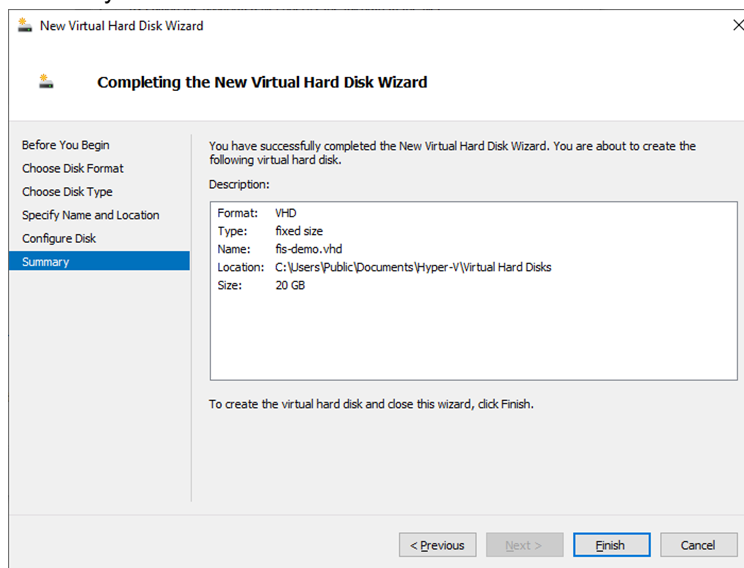 New Virtual Hard Disk Wizard
Completing the New Virtual Hard Disk Wizard
Before You Begin
Choose Disk Format
Choose Disk Type
Specify Name and Location
Configure Disk
Summary
You have successfully completed the New Virtual Hard Disk Wizard. You are about to create the
following virtual hard disk.
Description:
Format: VHD
Type: fixed size
Name: fis-demo.vhd
Location: C:\Users\Public\Documents\Hyper-V\Virtual Hard Disks
Size: 20 GB
To create the virtual hard disk and close this wizard, click Finish.
< Previous
Next >
Finish
Cancel